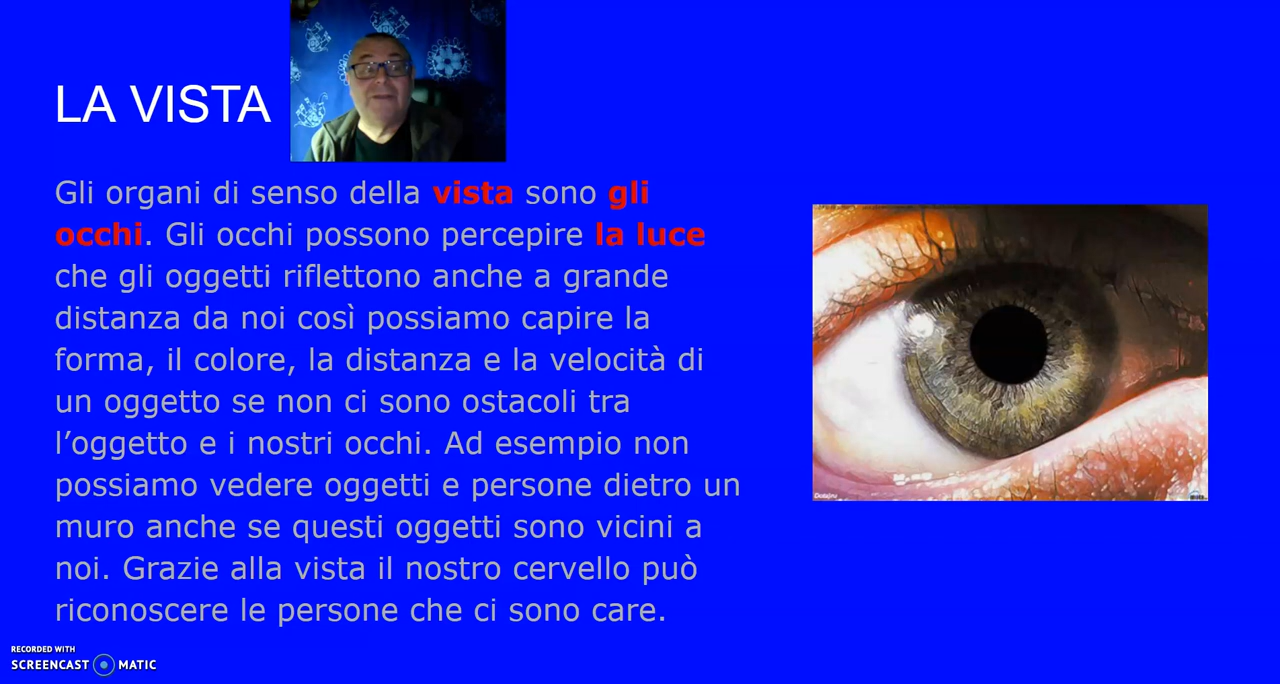 LA VISTA
Gli organi di senso della vista sono gli
occhi. Gli occhi possono percepire la luce
che gli oggetti riflettono anche a grande
distanza da noi così possiamo capire la
forma, il colore, la distanza e la velocità di
un oggetto se non ci sono ostacoli tra
l’oggetto e i nostri occhi. Ad esempio non
possiamo vedere oggetti e persone dietro un
muro anche se questi oggetti sono vicini a
noi. Grazie alla vista il nostro cervello può
riconoscere le persone che ci sono care.
RECORDED WITH
SCREENCAST MATIC